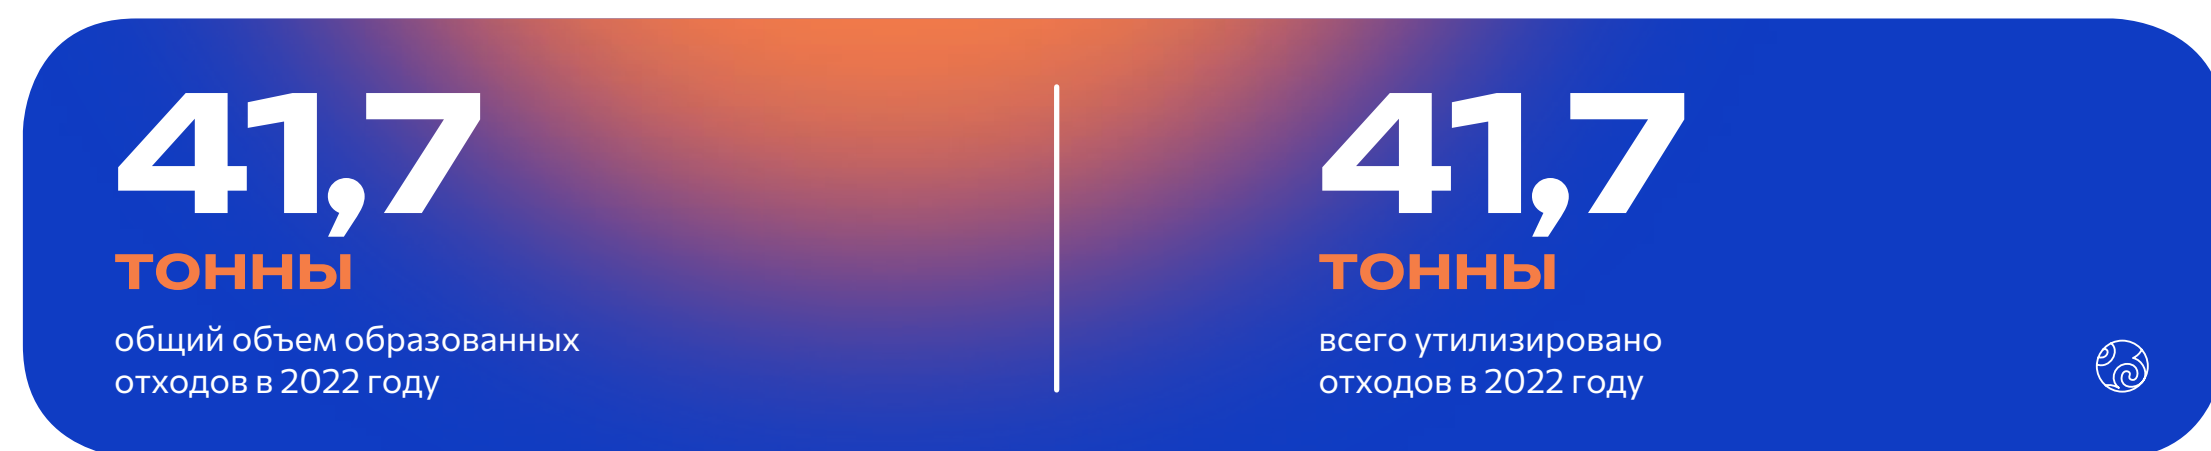 41,7
тонны
общий объем образованных
отходов в 2022 году
41,7
тонны
всего утилизировано
отходов в 2022 году